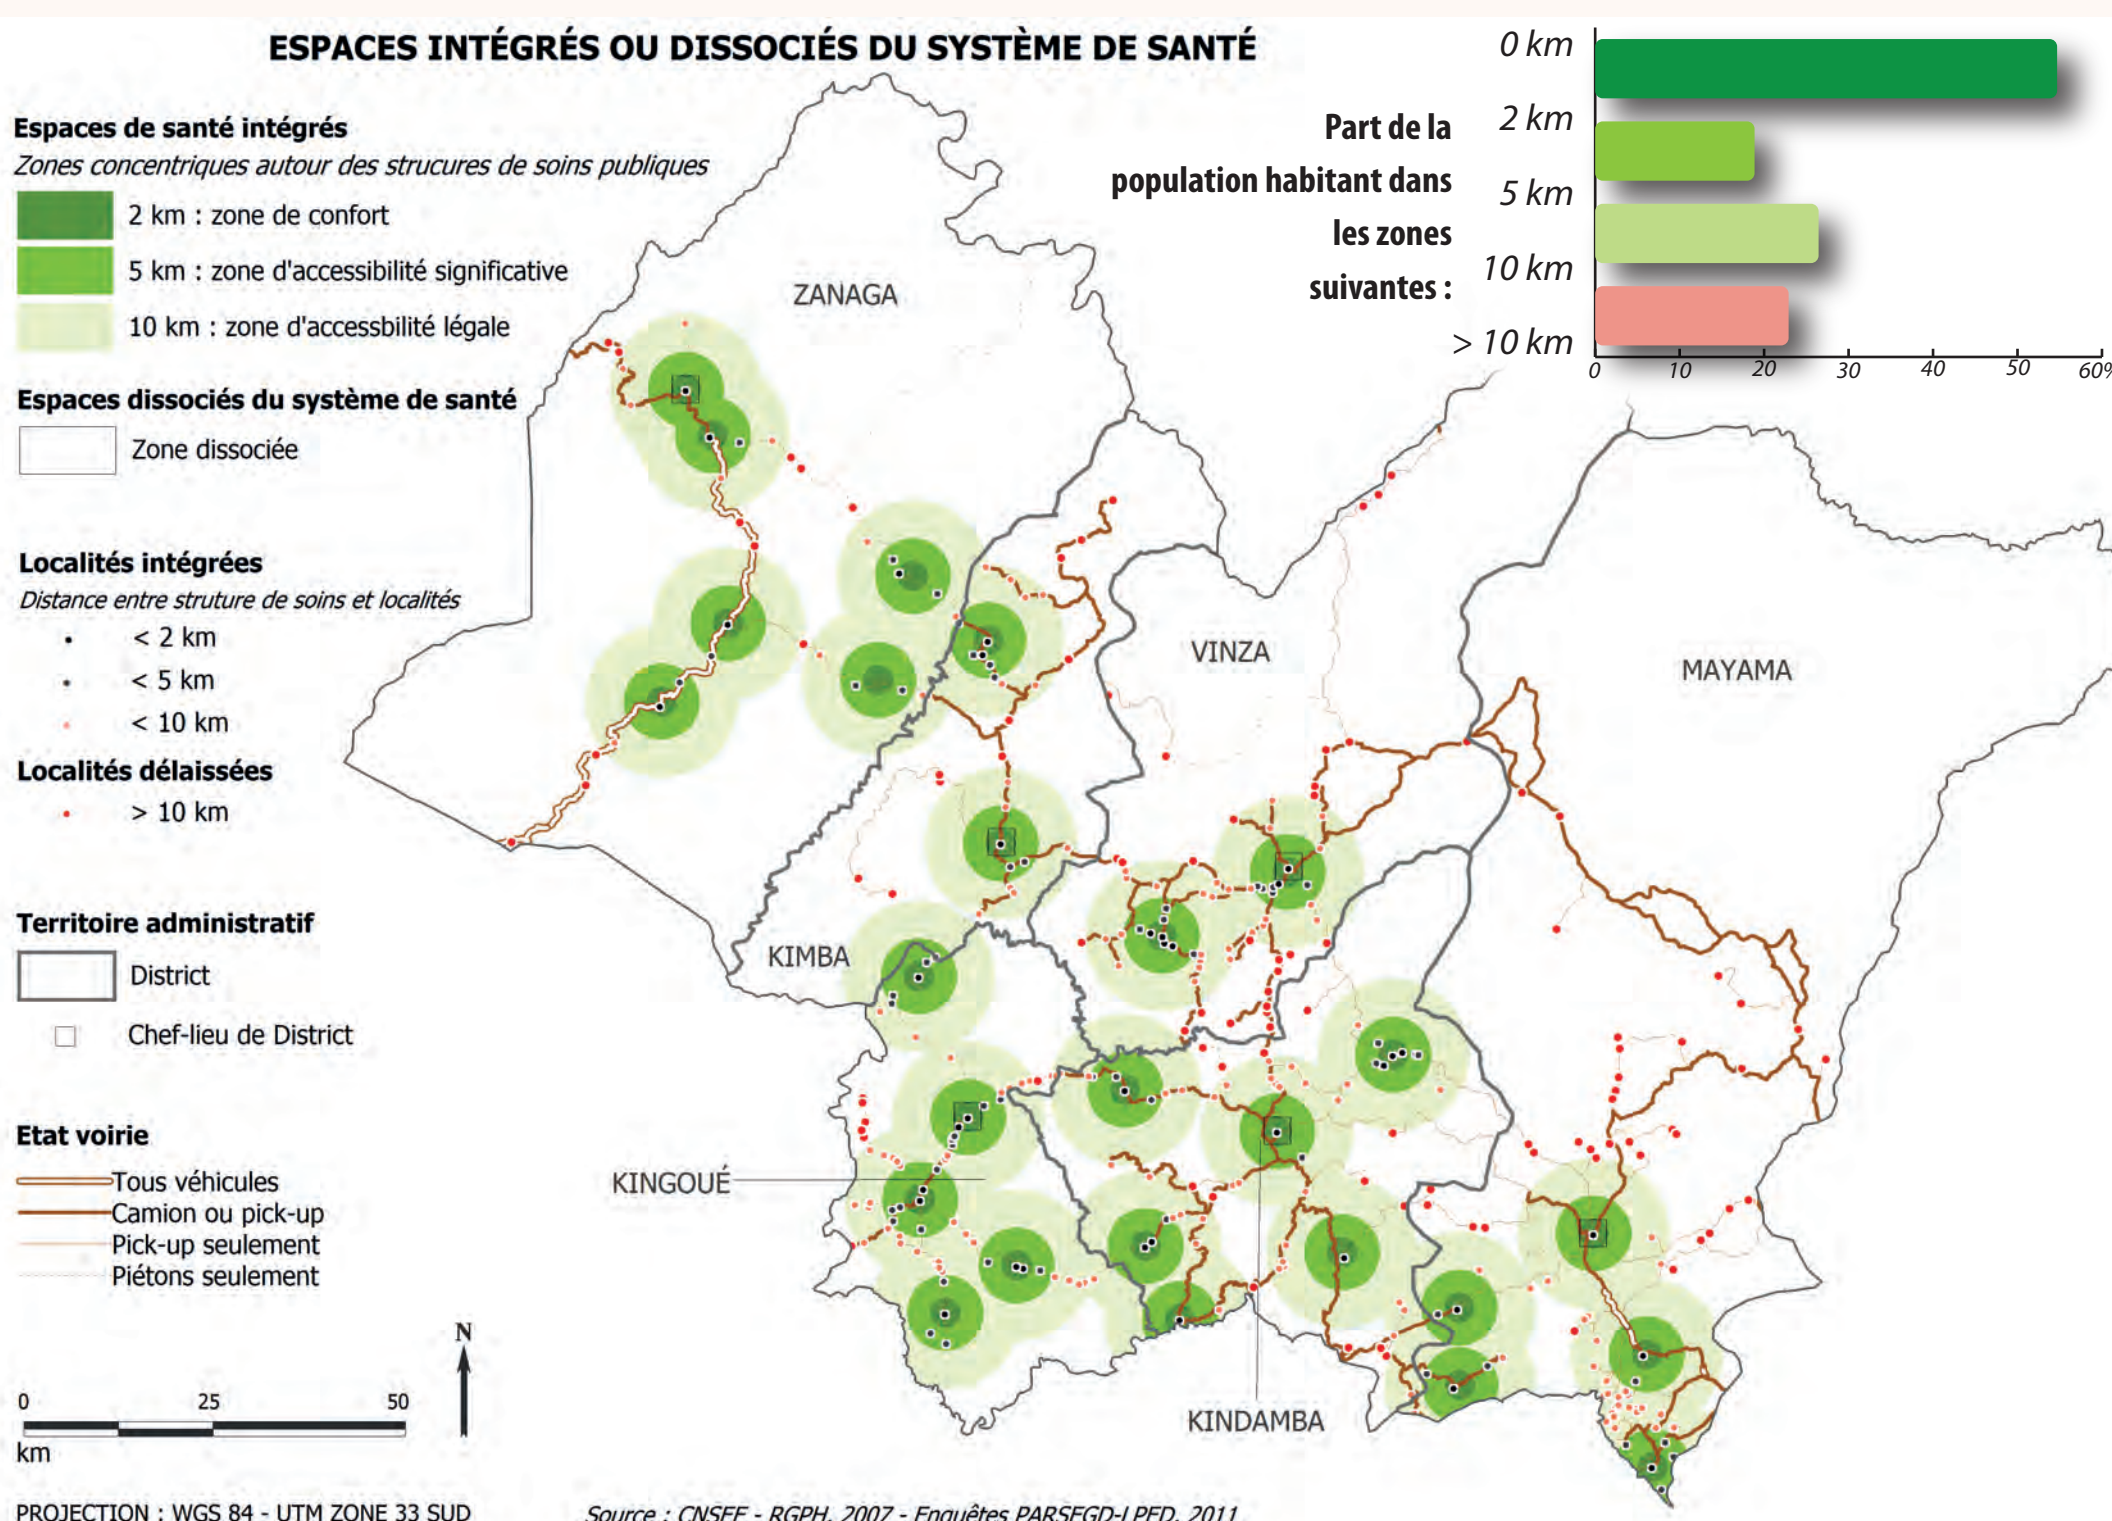 ESPACES INTÉGRÉS OU DISSOCIÉS DU SYSTÈME DE SANTÉ
Espaces de santé intégrés
Zones concentriques autour des strucures de soins publiques
2 km : zone de confort
5 km : zone d'accessibilité significative
10 km : zone d'accessbilité légale
Espaces dissociés du système de santé
Zone dissociée
Localités intégrées
Distance entre struture de soins et localités
< 2 km
< 5 km
< 10 km
Localités délaissées
> 10 km
Territoire administratif
District
Chef-lieu de District
Etat voirie
Tous véhicules
Camion ou pick-up
Pick-up seulement
Piétons seulement
0 25 50
km
N
PROJECTION : WGS 84 - UTM ZONE 33 SUD
Source : CNSEE - RGPH, 2007 - Enquêtes PARSEGD-LPED, 2011
ZANAGA
VINZA
MAYAMA
KIMBA
KINGOUÉ
KINDAMBA
Part de la
population habitant dans
les zones
suivantes :
0 km
2 km
5 km
10 km
> 10 km
0 10 20 30 40 50 60%